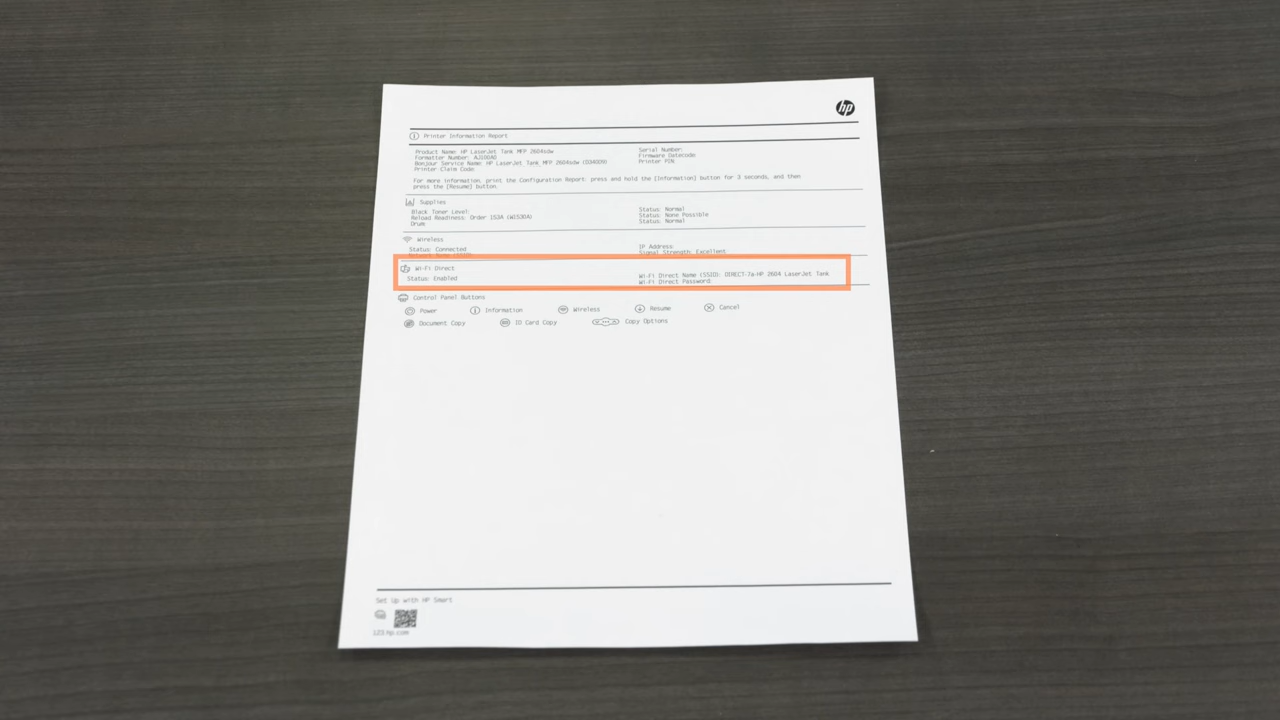 hp
Printer Information Report
Product Name: HP LaserJet Tank MFP 2604sdw
Formatter Number: AJ100A0
Bonjour Service Name: HP LaserJet Tank MFP 2604sdw
Printer Claim Code:
Serial Number:
Firmware Datecode:
Printer PIN:
For more information, print the Configuration Report: press and hold the [Information] button for 3 seconds, and then
press the [Resume] button.
Supplies
Black Toner Level:
Reload Readiness: Order 153A (W1530A)
Drum
Status: Normal
Status: None Possible
Status: Normal
Wireless
Status: Connected
Network Name (SSID):
IP Address:
Signal Strength: Excellent
Wi-Fi Direct
Status: Enabled
Wi-Fi Direct Name (SSID): DIRECT-7a-HP 2604 LaserJet Tank
Wi-Fi Direct Password:
Control Panel Buttons
Power
Information
Wireless
Resume
Cancel
Document Copy
ID Card Copy
Copy Options
Set Up with HP Smart
123.hp.com